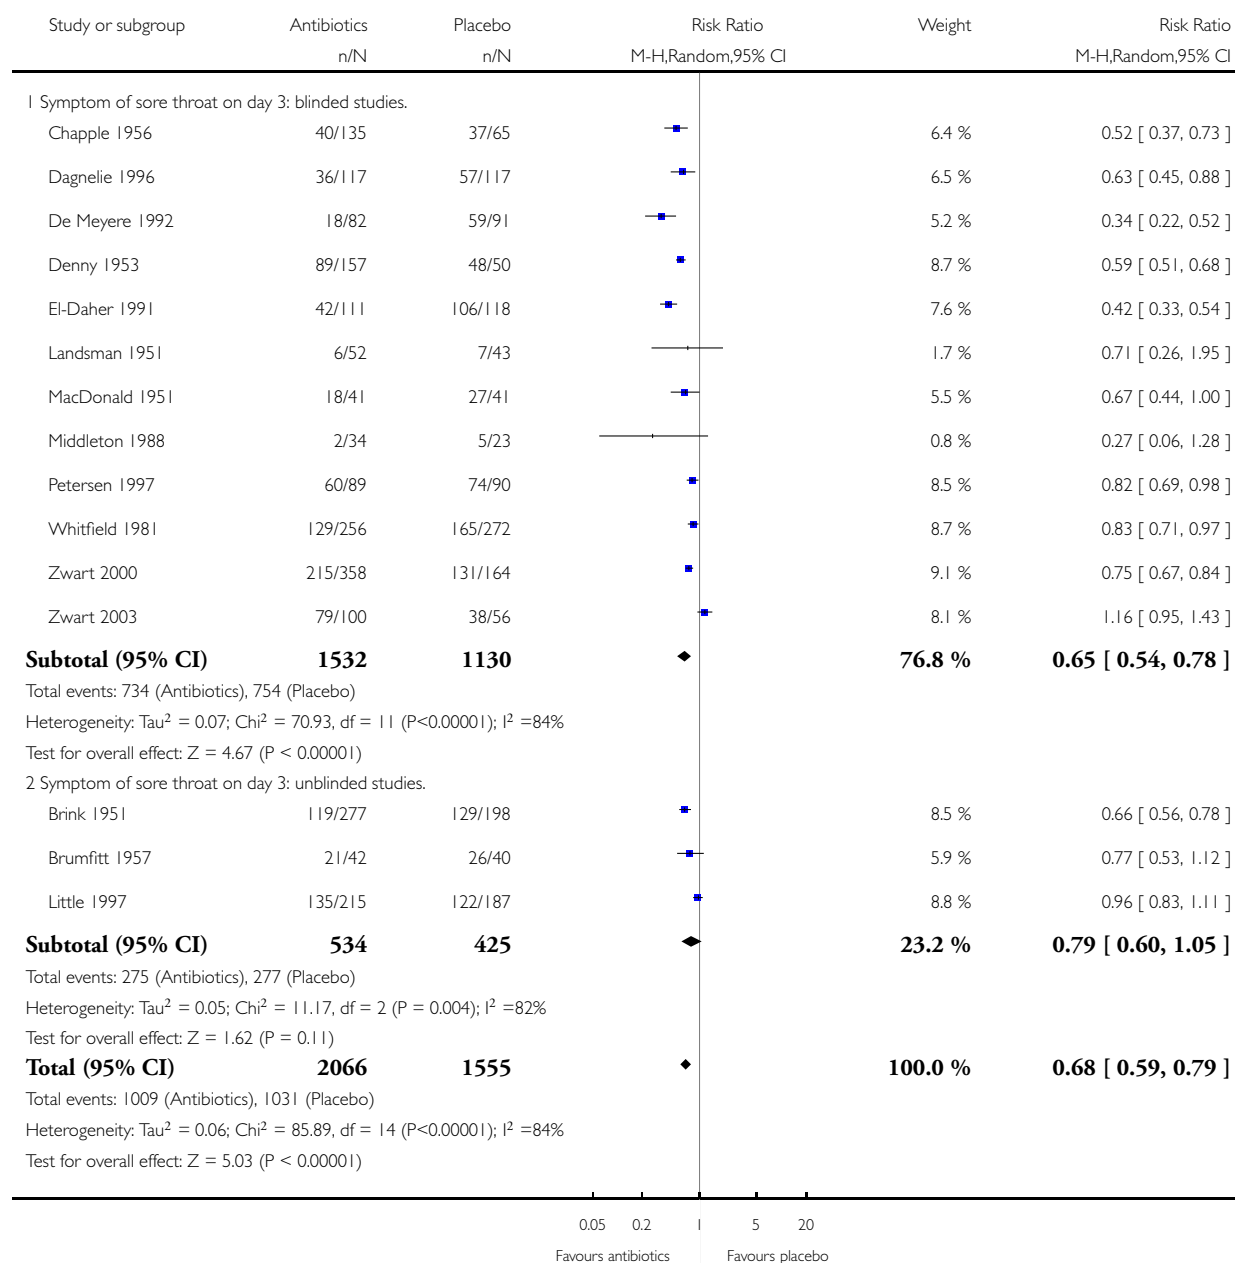 Study or subgroup Antibiotics Placebo Risk Ratio Weight Risk Ratio
n/N n/N M-H,Random,95% CI M-H,Random,95% CI
1 Symptom of sore throat on day 3: blinded studies.
Chapple 1956 40/135 37/65 6.4 % 0.52 [ 0.37, 0.73 ]
Dagnelie 1996 36/117 57/117 6.5 % 0.63 [ 0.45, 0.88 ]
De Meyere 1992 18/82 59/91 5.2 % 0.34 [ 0.22, 0.52 ]
Denny 1953 89/157 48/50 8.7 % 0.59 [ 0.51, 0.68 ]
El-Daher 1991 42/111 106/118 7.6 % 0.42 [ 0.33, 0.54 ]
Landsman 1951 6/52 7/43 1.7 % 0.71 [ 0.26, 1.95 ]
MacDonald 1951 18/41 27/41 5.5 % 0.67 [ 0.44, 1.00 ]
Middleton 1988 2/34 5/23 0.8 % 0.27 [ 0.06, 1.28 ]
Petersen 1997 60/89 74/90 8.5 % 0.82 [ 0.69, 0.98 ]
Whitfield 1981 129/256 165/272 8.7 % 0.83 [ 0.71, 0.97 ]
Zwart 2000 215/358 131/164 9.1 % 0.75 [ 0.67, 0.84 ]
Zwart 2003 79/100 38/56 8.1 % 1.16 [ 0.95, 1.43 ]
Subtotal (95% CI) 1532 1130 76.8 % 0.65 [ 0.54, 0.78 ]
Total events: 734 (Antibiotics), 754 (Placebo)
Heterogeneity: Tau² = 0.07; Chi² = 70.93, df = 11 (P<0.00001); I² =84%
Test for overall effect: Z = 4.67 (P < 0.00001)
2 Symptom of sore throat on day 3: unblinded studies.
Brink 1951 119/277 129/198 8.5 % 0.66 [ 0.56, 0.78 ]
Brumfitt 1957 21/42 26/40 5.9 % 0.77 [ 0.53, 1.12 ]
Little 1997 135/215 122/187 8.8 % 0.96 [ 0.83, 1.11 ]
Subtotal (95% CI) 534 425 23.2 % 0.79 [ 0.60, 1.05 ]
Total events: 275 (Antibiotics), 277 (Placebo)
Heterogeneity: Tau² = 0.05; Chi² = 11.17, df = 2 (P = 0.004); I² =82%
Test for overall effect: Z = 1.62 (P = 0.11)
Total (95% CI) 2066 1555 100.0 % 0.68 [ 0.59, 0.79 ]
Total events: 1009 (Antibiotics), 1031 (Placebo)
Heterogeneity: Tau² = 0.06; Chi² = 85.89, df = 14 (P<0.00001); I² =84%
Test for overall effect: Z = 5.03 (P < 0.00001)
0.05 0.2 1 5 20
Favours antibiotics Favours placebo